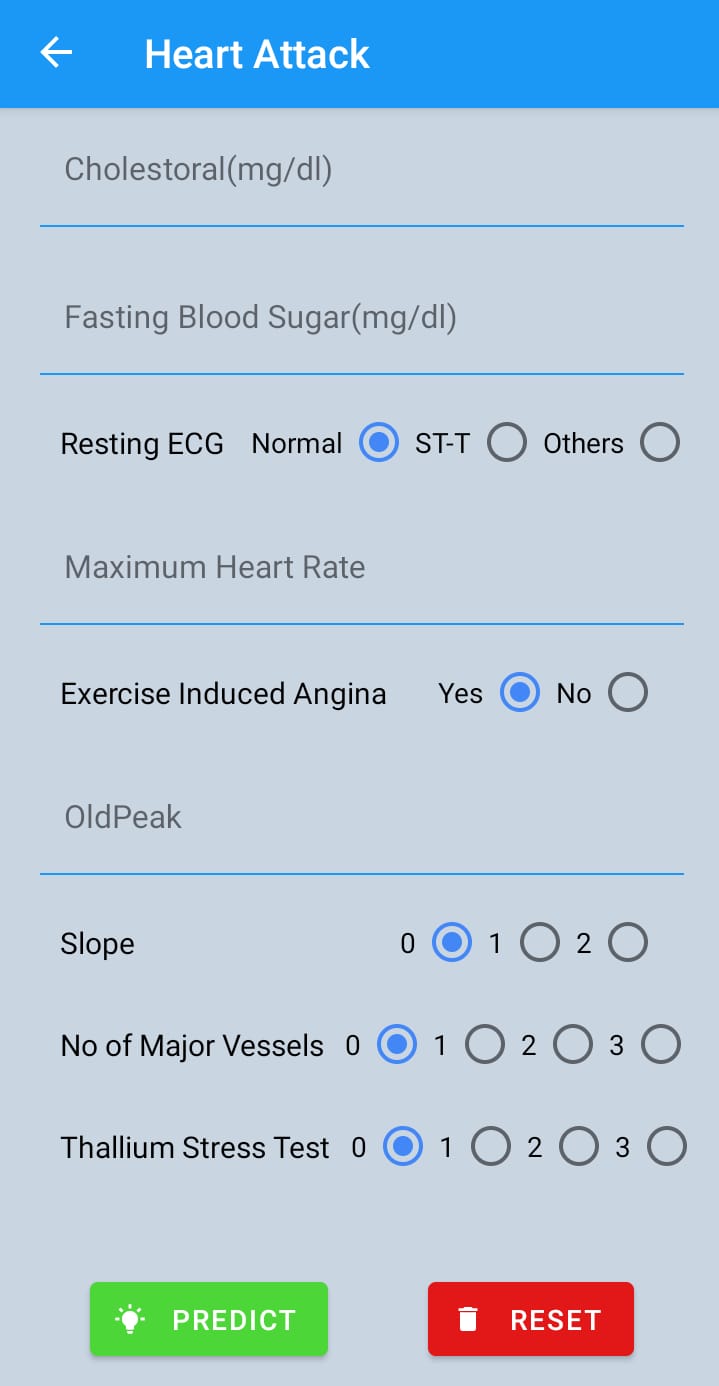 Heart Attack
Cholestoral(mg/dl)
Fasting Blood Sugar(mg/dl)
Resting ECG Normal ST-T Others
Maximum Heart Rate
Exercise Induced Angina Yes No
OldPeak
Slope 0 1 2
No of Major Vessels 0 1 2 3
Thallium Stress Test 0 1 2 3
PREDICT RESET